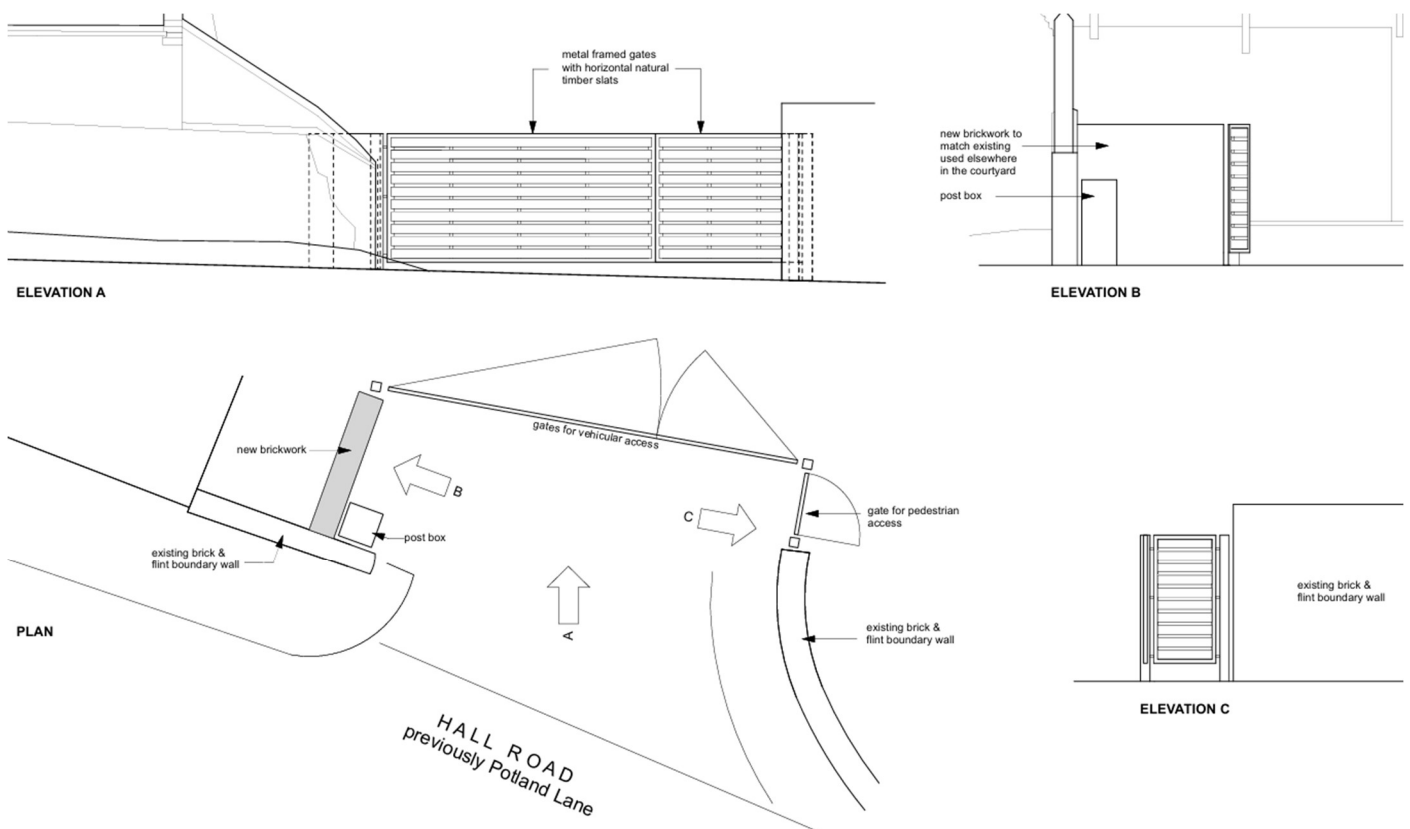 metal framed gates
with horizontal natural
timber slats
ELEVATION A
new brickwork to
match existing
used elsewhere
in the courtyard
post box
ELEVATION B
gates for vehicular access
new brickwork
B
C
gate for pedestrian
access
post box
existing brick &
flint boundary wall
A
existing brick &
flint boundary wall
PLAN
HALL ROAD
previously Potland Lane
existing brick &
flint boundary wall
ELEVATION C